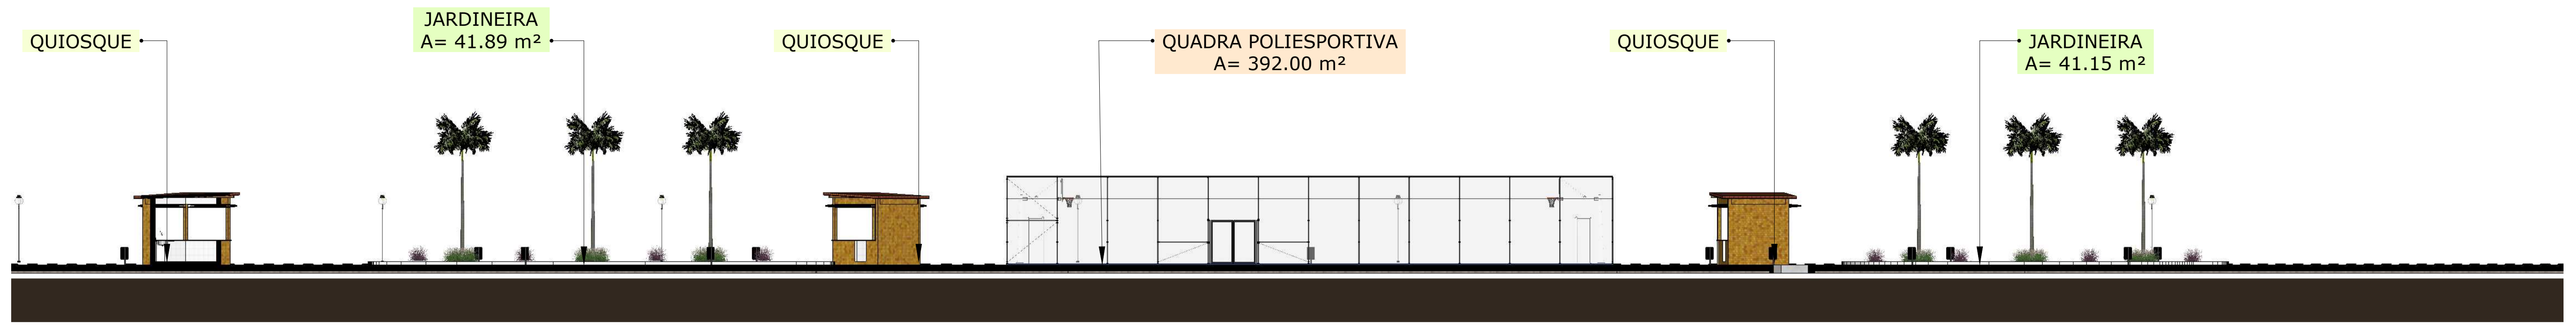 QUIOSQUE
JARDINEIRA
A= 41.89 m²
QUIOSQUE
QUADRA POLIESPORTIVA
A= 392.00 m²
QUIOSQUE
JARDINEIRA
A= 41.15 m²